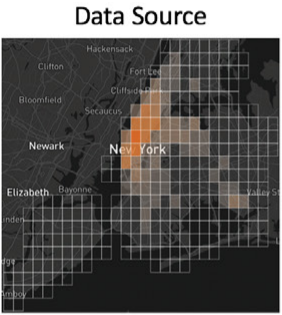 Data Source
Hackensack
Clifton
Fort Lee
Cliffside Park
Bloomfield
Secaucus
Newark
New York
Elizabeth
Bayonne
Valley St
inden
dge
Amboy